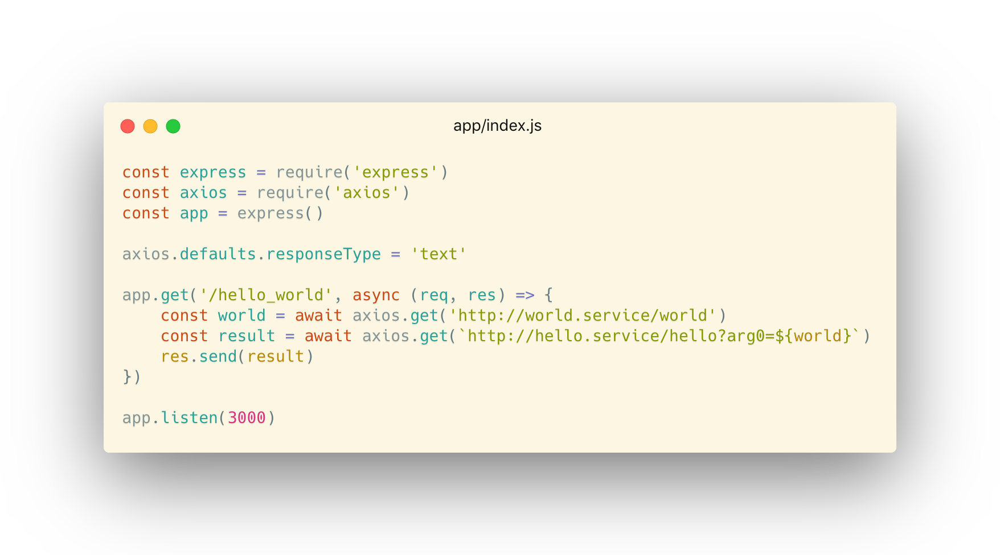 app/index.js
const express = require('express')
const axios = require('axios')
const app = express()
axios.defaults.responseType = 'text'
app.get('/hello_world', async (req, res) => {
    const world = await axios.get('http://world.service/world')
    const result = await axios.get(`http://hello.service/hello?arg0=${world}`)
    res.send(result)
})
app.listen(3000)